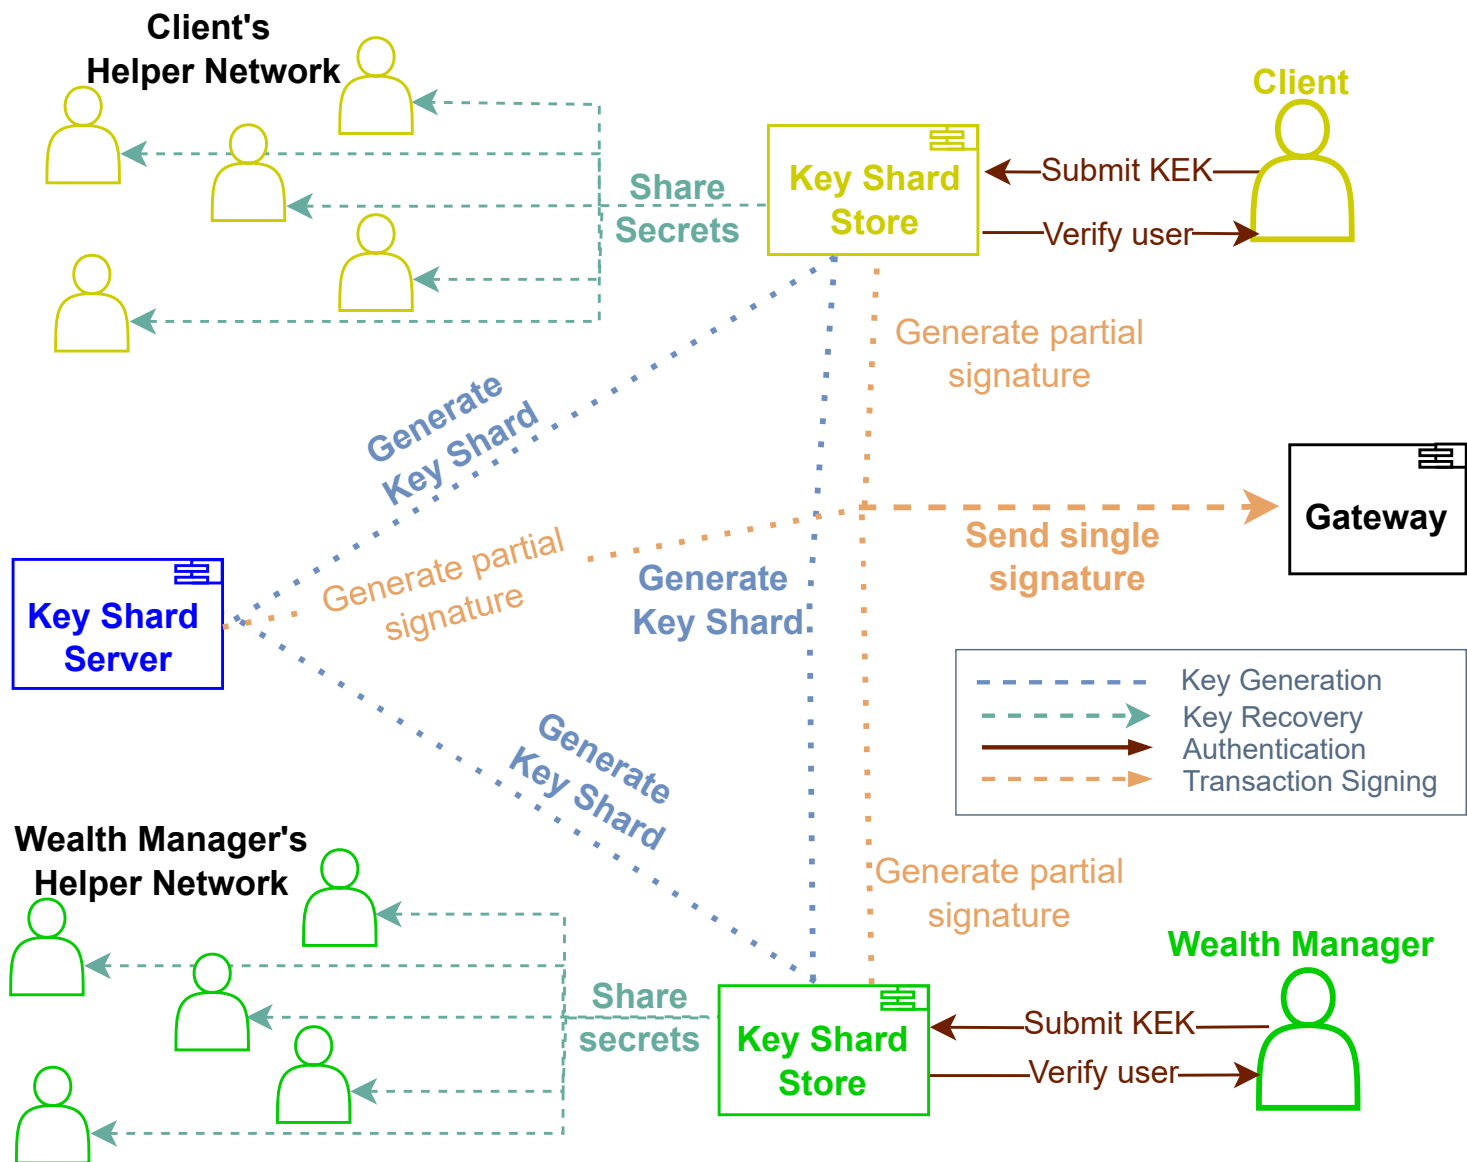 Client's
Helper Network
Client
Key Shard
Store
Submit KEK
Verify user
Share
Secrets
Generate partial
signature
Generate
Key Shard
Gateway
Send single
signature
Generate partial
signature
Generate
Key Shard
Key Shard
Server
Key Generation
Key Recovery
Authentication
Transaction Signing
Generate
Key Shard
Wealth Manager's
Helper Network
Generate partial
signature
Wealth Manager
Share
secrets
Key Shard
Store
Submit KEK
Verify user